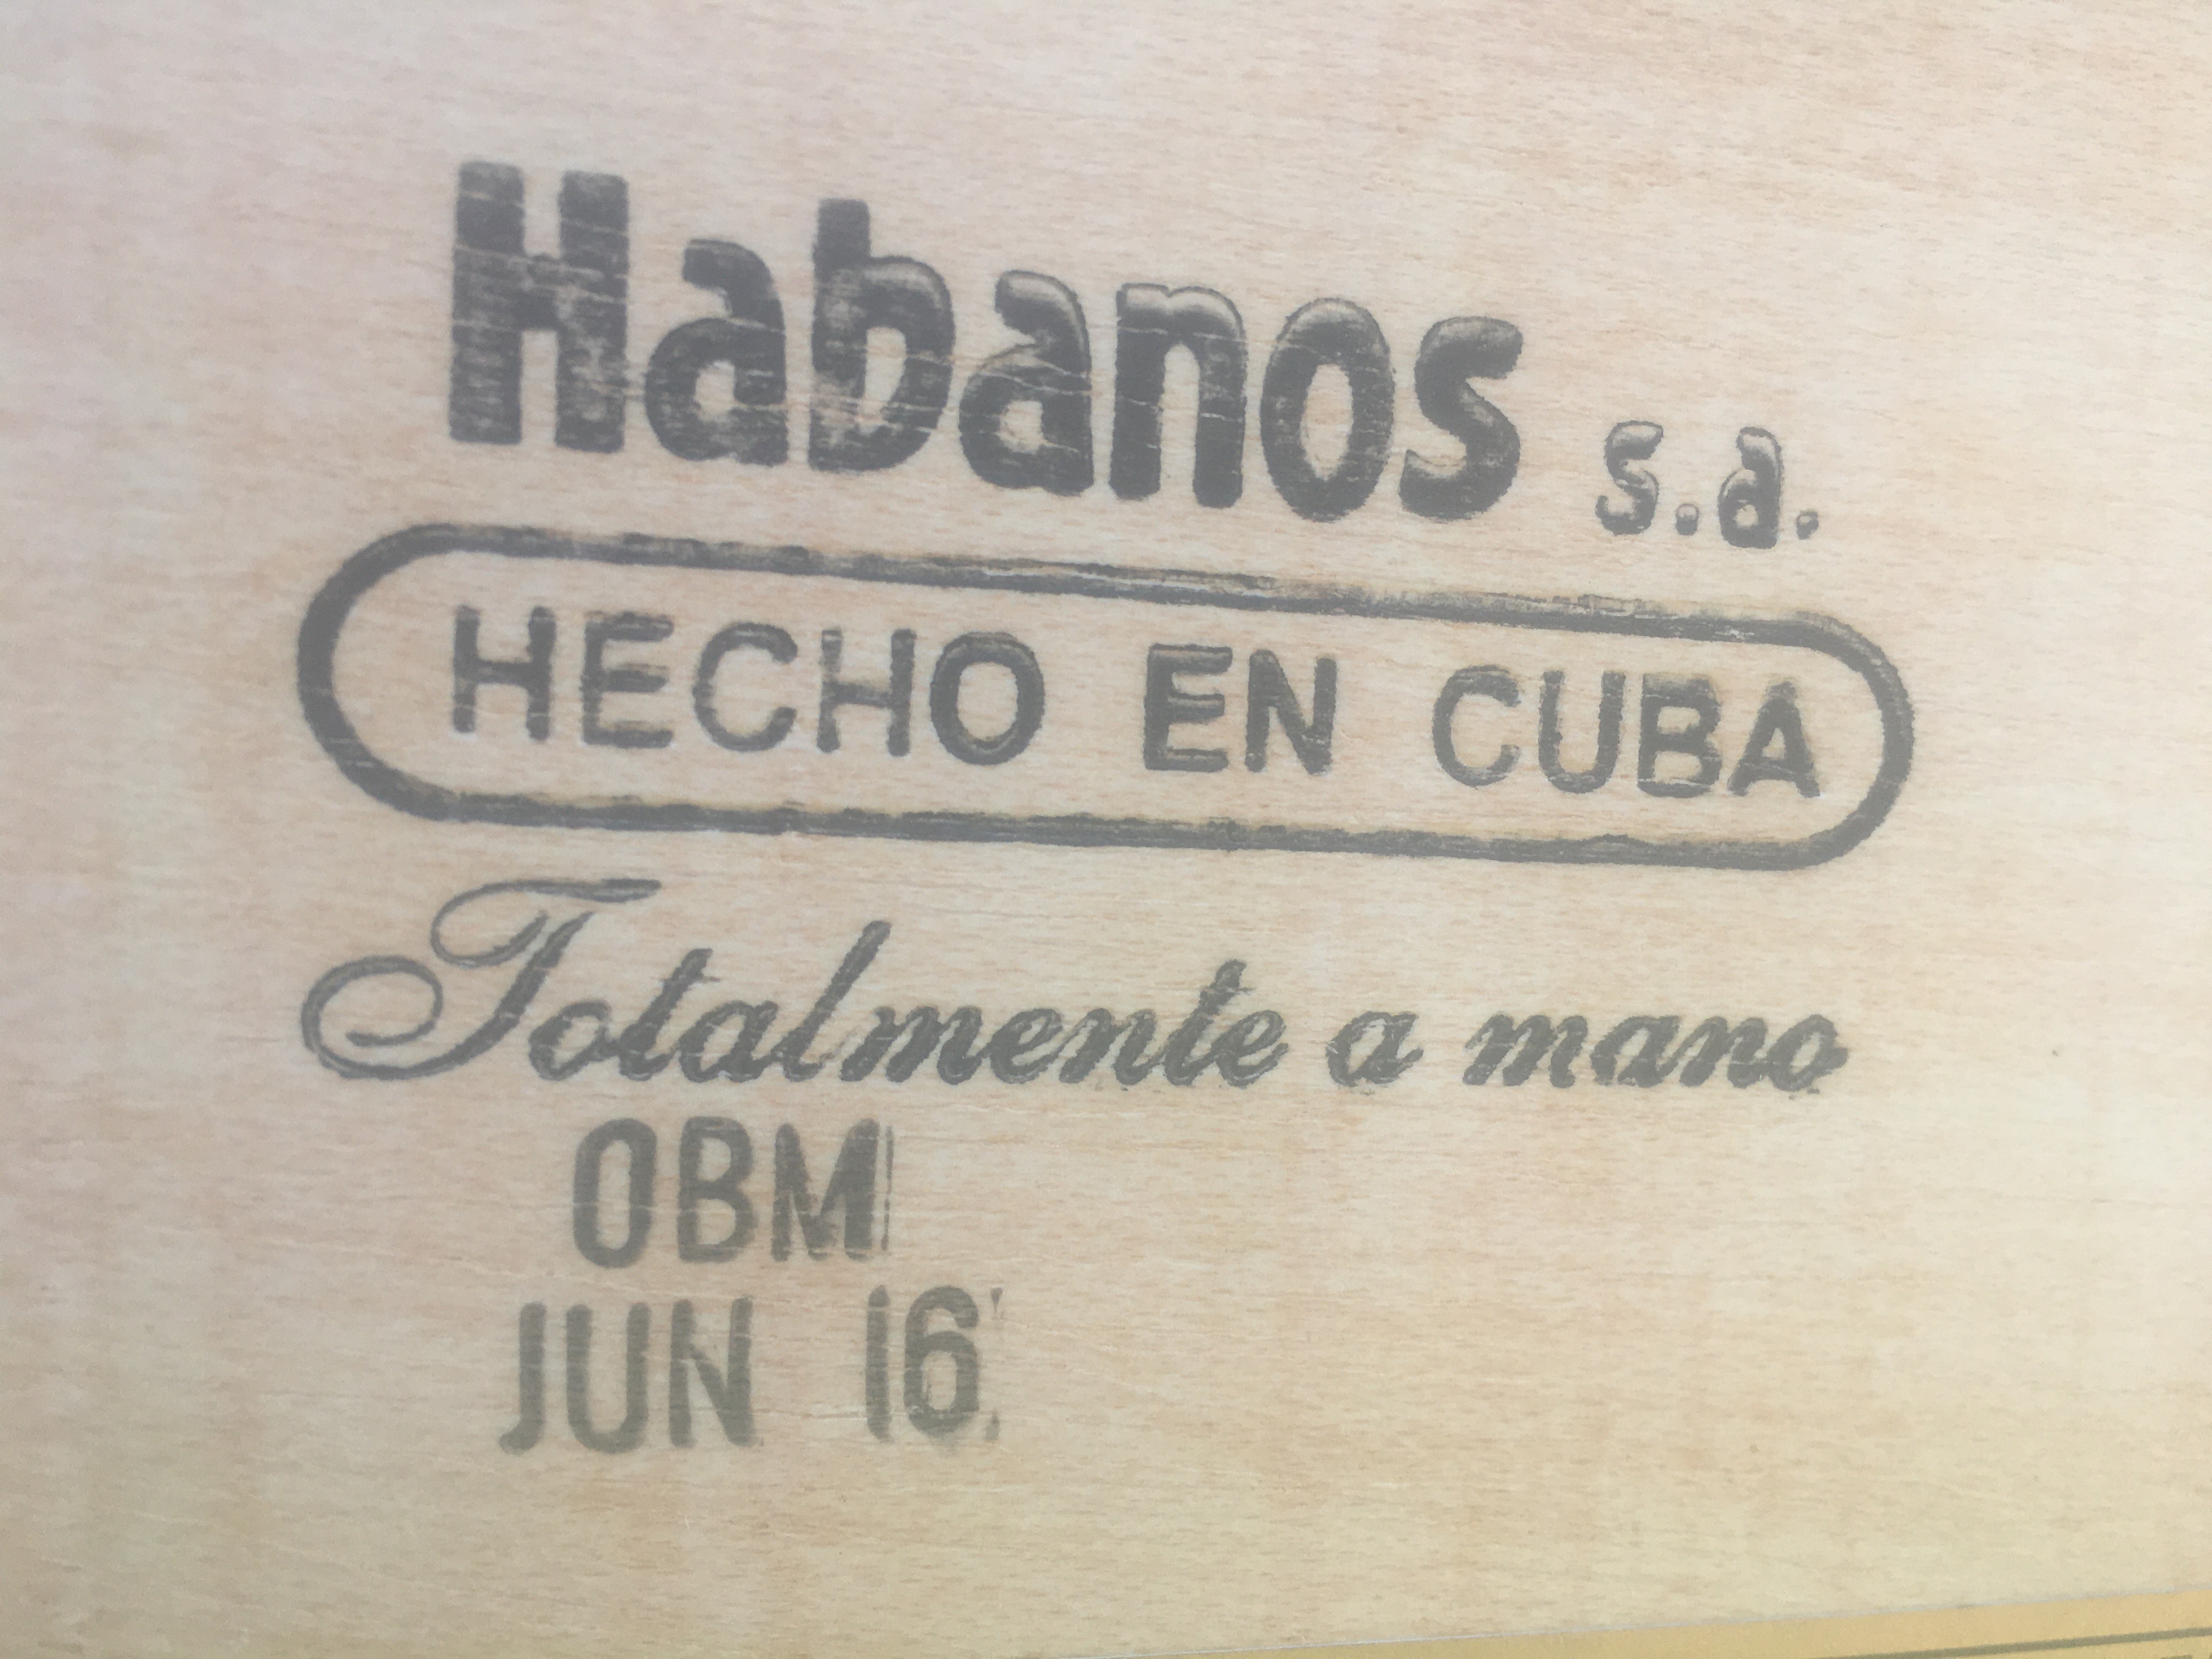 Habanos s.a.
HECHO EN CUBA
Totalmente a mano
OBM
JUN 16